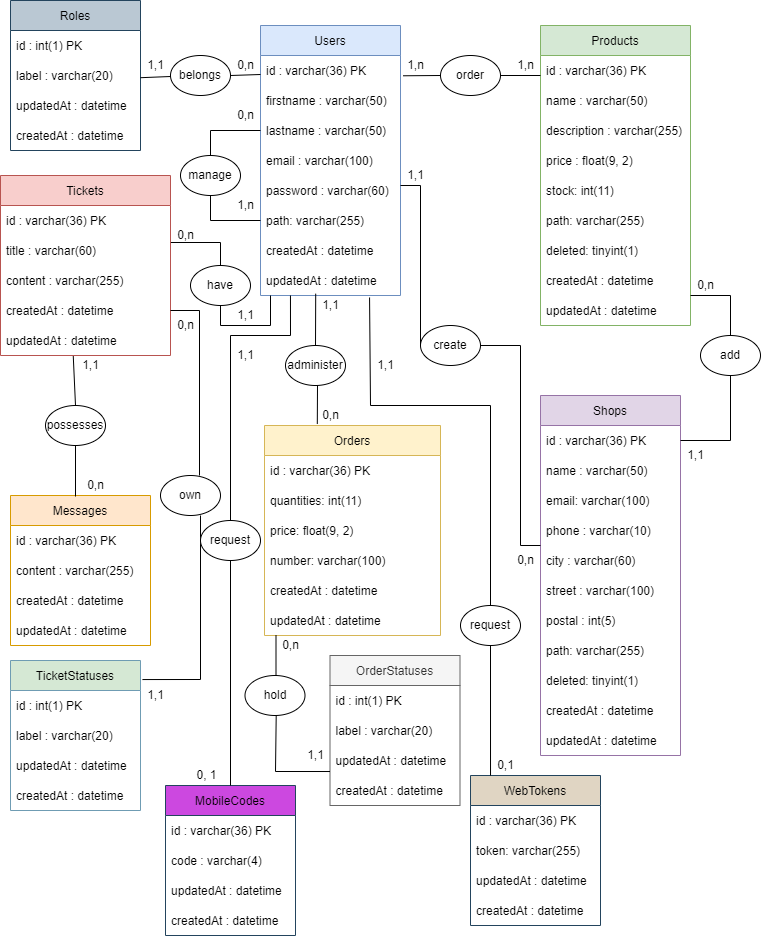 Roles
id : int(1) PK
label : varchar(20)
updatedAt : datetime
createdAt : datetime
1,1
belongs
0,n
Users
id : varchar(36) PK
firstname : varchar(50)
lastname : varchar(50)
email : varchar(100)
password : varchar(60)
path: varchar(255)
createdAt : datetime
updatedAt : datetime
1,n
order
1,n
Products
id : varchar(36) PK
name : varchar(50)
description : varchar(255)
price : float(9, 2)
stock: int(11)
path: varchar(255)
deleted: tinyint(1)
createdAt : datetime
updatedAt : datetime
0,n
manage
1,n
Tickets
id : varchar(36) PK
title : varchar(60)
content : varchar(255)
createdAt : datetime
updatedAt : datetime
0,n
have
1,1
0,n
own
1,1
1,1
possesses
0,n
Messages
id : varchar(36) PK
content : varchar(255)
createdAt : datetime
updatedAt : datetime
TicketStatuses
id : int(1) PK
label : varchar(20)
updatedAt : datetime
createdAt : datetime
1,1
request
0, 1
MobileCodes
id : varchar(36) PK
code : varchar(4)
updatedAt : datetime
createdAt : datetime
1,1
administer
0,n
Orders
id : varchar(36) PK
quantities: int(11)
price: float(9, 2)
number: varchar(100)
createdAt : datetime
updatedAt : datetime
0,n
hold
1,1
OrderStatuses
id : int(1) PK
label : varchar(20)
updatedAt : datetime
createdAt : datetime
1,1
request
0,1
WebTokens
id : varchar(36) PK
token: varchar(255)
updatedAt : datetime
createdAt : datetime
1,1
create
0,n
0,n
add
1,1
Shops
id : varchar(36) PK
name : varchar(50)
email: varchar(100)
phone : varchar(10)
city : varchar(60)
street : varchar(100)
postal : int(5)
path: varchar(255)
deleted: tinyint(1)
createdAt : datetime
updatedAt : datetime